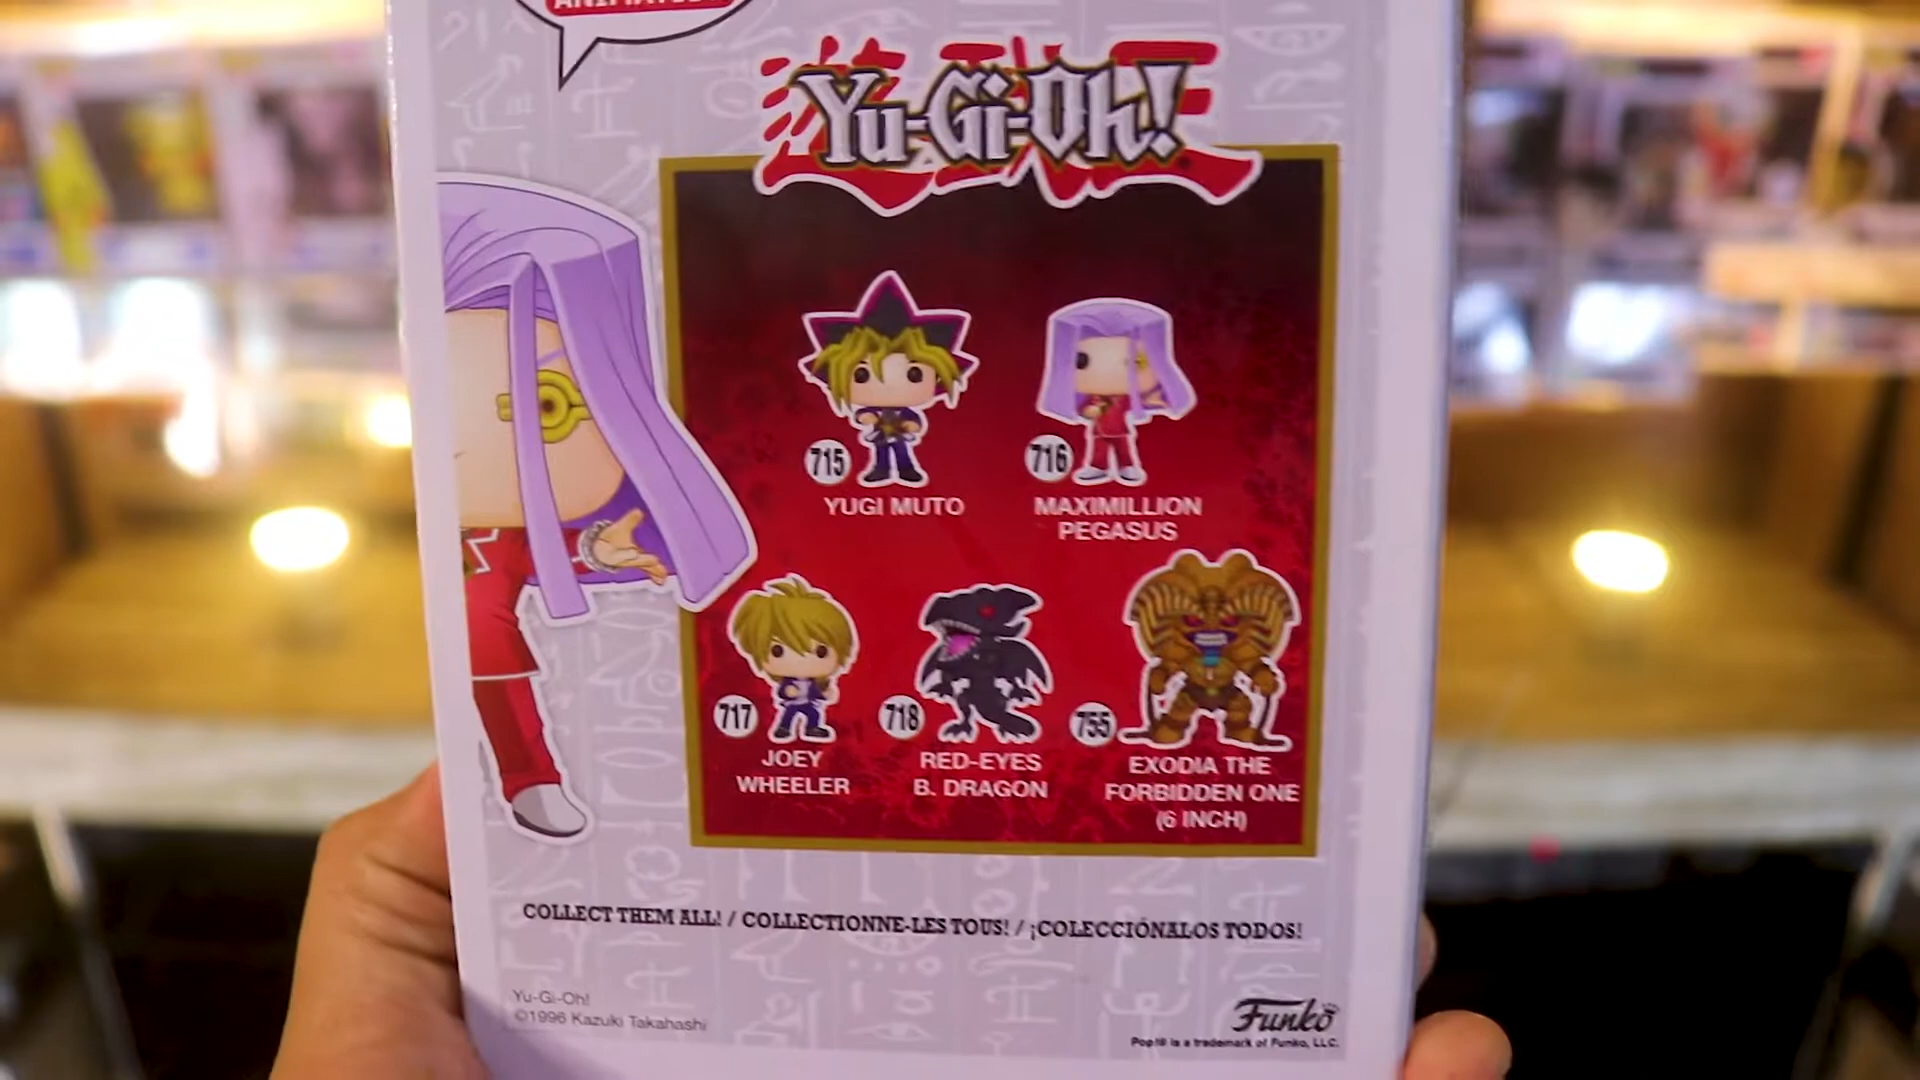 Yu-Gi-Oh!
715
YUGI MUTO
716
MAXIMILLION
PEGASUS
717
JOEY
WHEELER
718
RED-EYES
B. DRAGON
755
EXODIA THE
FORBIDDEN ONE
(6 INCH)
COLLECT THEM ALL! / COLLECTIONNE-LES TOUS! / ¡COLECCIÓNALOS TODOS!
Yu-Gi-Oh!
©1996 Kazuki Takahashi
Funko
Pop!® is a trademark of Funko, LLC.